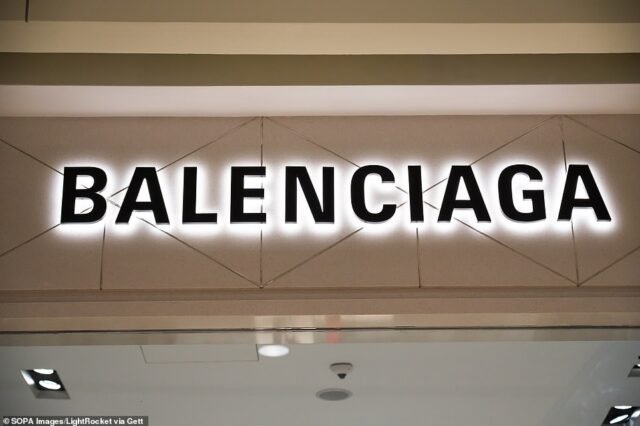 BALENCIAGA
© SOPA Images/LightRocket via Gett